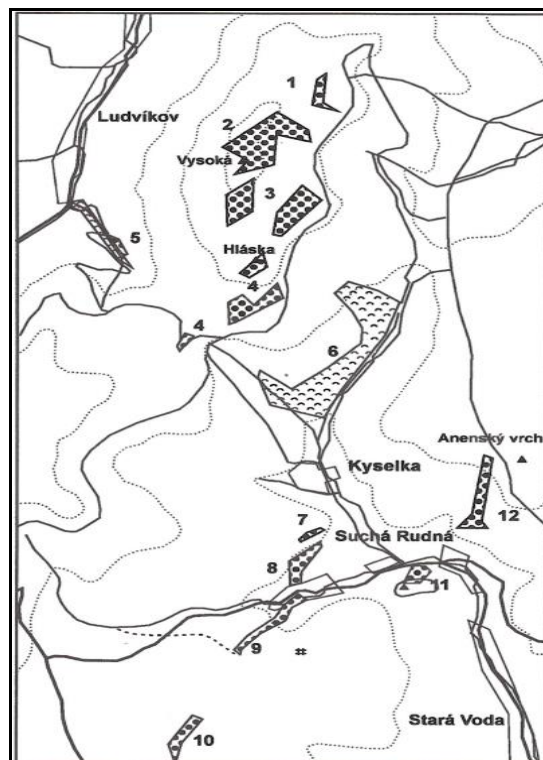 1
Ludvíkov
2
Vysoká
3
5
Hláska
4
4
6
Anenský vrch
Kyselka
12
7
Suchá Rudná
8
11
9
10
Stará Voda